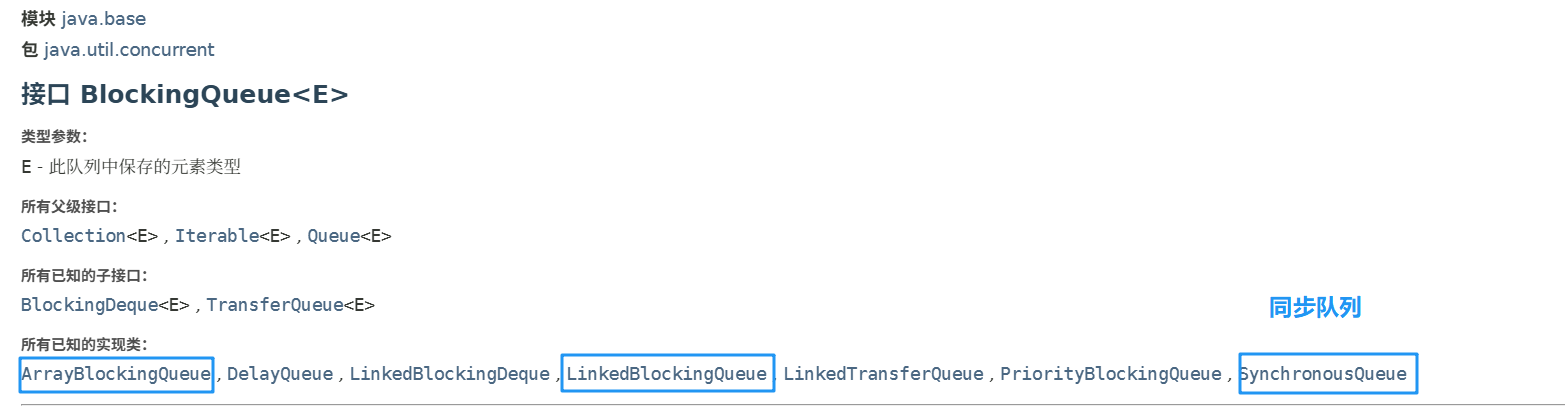 模块 java.base
包 java.util.concurrent
接口 BlockingQueue<E>
类型参数：
E - 此队列中保存的元素类型
所有父级接口：
Collection<E> , Iterable<E> , Queue<E>
所有已知的子接口：
BlockingDeque<E> , TransferQueue<E>
同步队列
所有已知的实现类：
ArrayBlockingQueue , DelayQueue , LinkedBlockingDeque , LinkedBlockingQueue , LinkedTransferQueue , PriorityBlockingQueue , SynchronousQueue